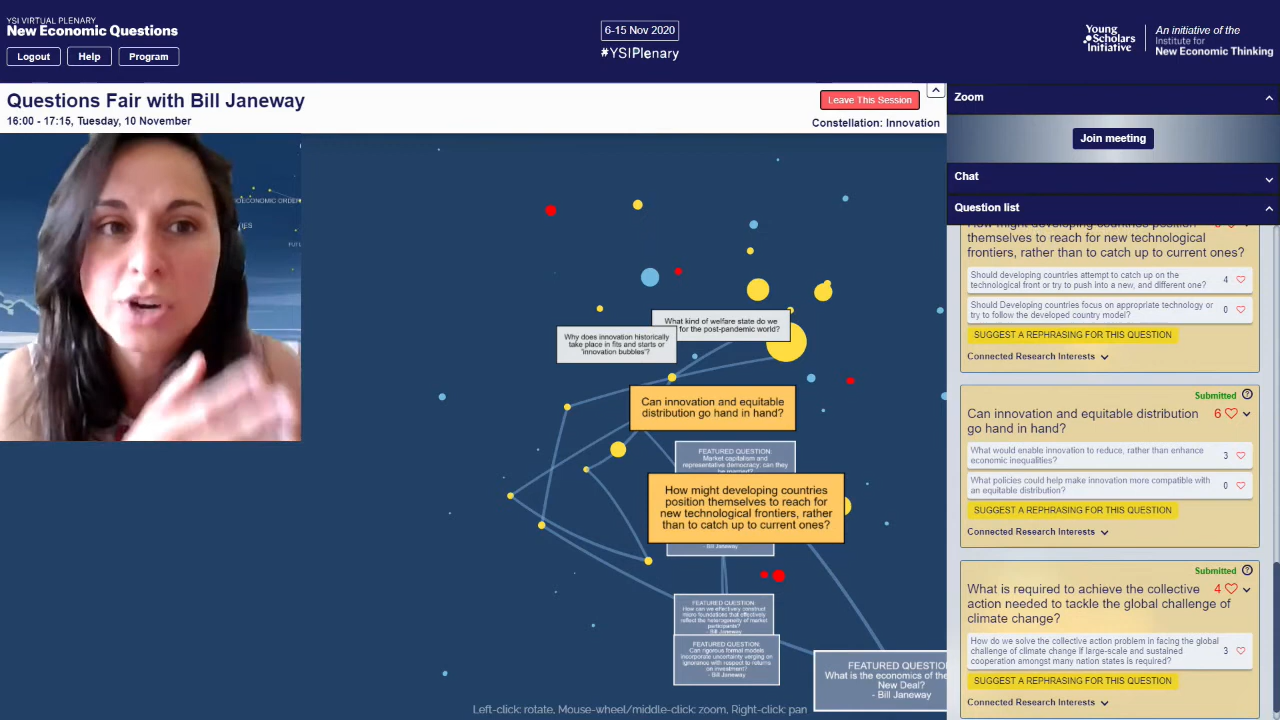 YSI VIRTUAL PLENARY
New Economic Questions
Logout
Help
Program
6-15 Nov 2020
#YSIPlenary
Young
Scholars
Initiative
An initiative of the
Institute for
New Economic Thinking
Questions Fair with Bill Janeway
16:00 - 17:15, Tuesday, 10 November
Leave This Session
Constellation: Innovation
What kind of welfare state do we
for the post-pandemic world?
Why does innovation historically
take place in fits and starts or
'innovation bubbles'?
Can innovation and equitable
distribution go hand in hand?
FEATURED QUESTION:
Market capitalism and
representative democracy: can they
be married?
How might developing countries
position themselves to reach for
new technological frontiers, rather
than to catch up to current ones?
- Bill Janeway
FEATURED QUESTION:
How can we effectively construct
micro foundations that effectively
reflect the heterogeneity of market
participants?
- Bill Janeway
FEATURED QUESTION:
Can rigorous formal models
incorporate uncertainty verging on
ignorance with respect to returns
on investment?
- Bill Janeway
FEATURED QUESTIO
What is the economics of the
New Deal?
- Bill Janeway
Left-click: rotate, Mouse-wheel/middle-click: zoom, Right-click: pan
Zoom
Join meeting
Chat
Question list
How might developing countries position
themselves to reach for new technological
frontiers, rather than to catch up to current ones?
Should developing countries attempt to catch up on the
technological front or try to push into a new, and different one?
4
Should Developing countries focus on appropriate technology or
try to follow the developed country model?
0
SUGGEST A REPHRASING FOR THIS QUESTION
Connected Research Interests
Submitted
Can innovation and equitable distribution
go hand in hand?
6
What would enable innovation to reduce, rather than enhance
economic inequalities?
3
What policies could help make innovation more compatible with
an equitable distribution?
0
SUGGEST A REPHRASING FOR THIS QUESTION
Connected Research Interests
Submitted
What is required to achieve the collective
action needed to tackle the global challenge of
climate change?
4
How do we solve the collective action problem in facing the global
challenge of climate change if large-scale and sustained
cooperation amongst many nation states is required?
3
SUGGEST A REPHRASING FOR THIS QUESTION
Connected Research Interests